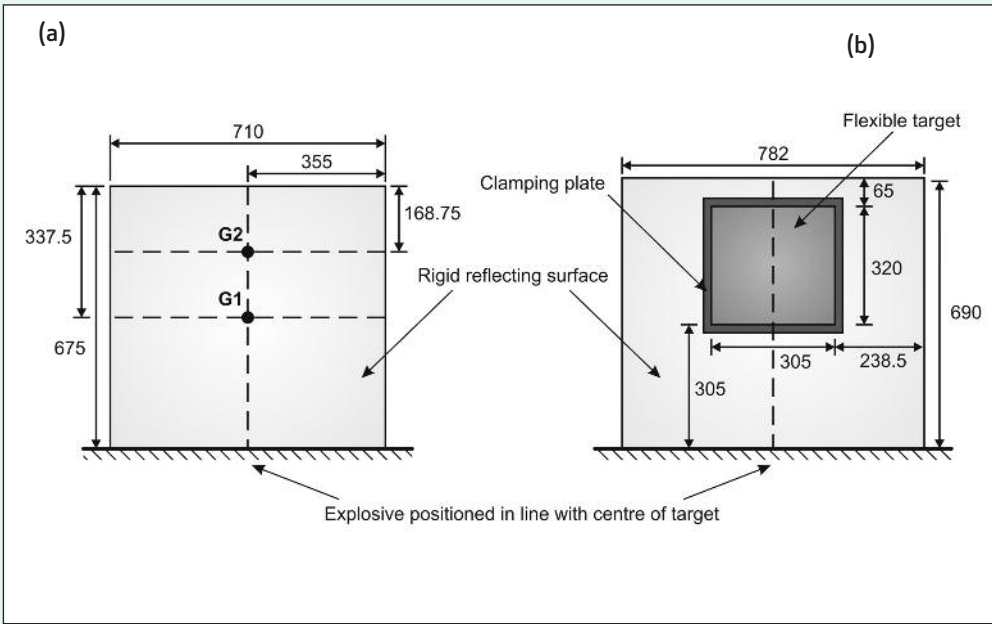 (a)
(b)
710
355
337.5
168.75
G2
G1
675
Rigid reflecting surface
Flexible target
782
Clamping plate
65
320
690
305
238.5
305
Explosive positioned in line with centre of target